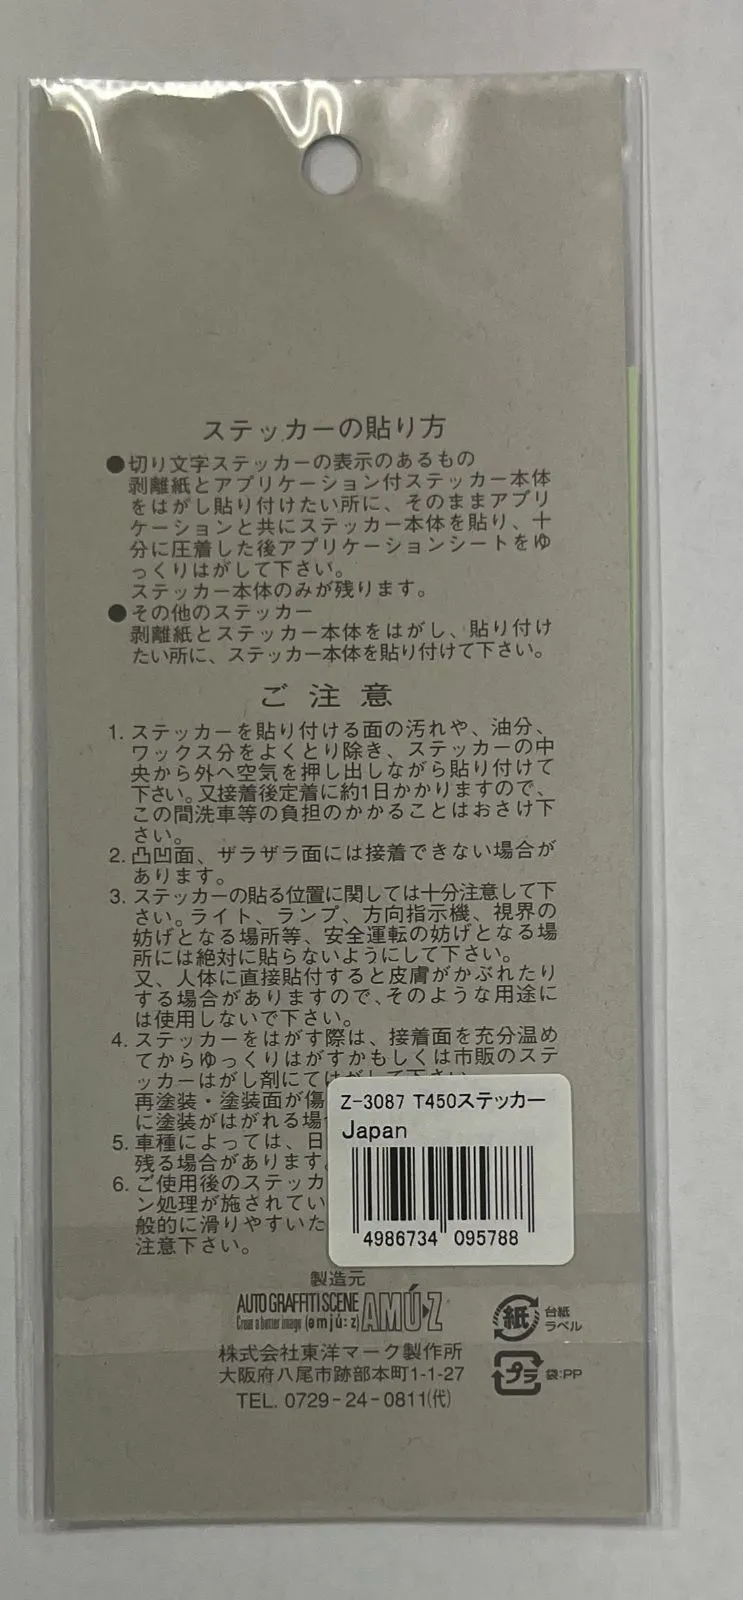 ステッカーの貼り方
●切り文字ステッカーの表示のあるもの
剥離紙とアプリケーション付ステッカー本体
をはがし貼り付けたい所に、そのままアプリ
ケーションと共にステッカー本体を貼り、十
分に圧着した後アプリケーションシートをゆ
っくりはがして下さい。
ステッカー本体のみが残ります。
●その他のステッカー
剥離紙とステッカー本体をはがし、貼り付け
たい所に、ステッカー本体を貼り付けて下さい。
ご注意
1. ステッカーを貼り付ける面の汚れや、油分、
ワックス分をよくとり除き、ステッカーの中
央から外へ空気を押し出しながら貼り付けて
下さい。又接着後定着に約1日かかりますので、
この間洗車等の負担のかかることはおさけ下
さい。
2. 凸凹面、ザラザラ面には接着できない場合が
あります。
3. ステッカーの貼る位置に関しては十分注意して下
さい。ライト、ランプ、方向指示機、視界の
妨げとなる場所等、安全運転の妨げとなる場
所には絶対に貼らないようにして下さい。
又、人体に直接貼付すると皮膚がかぶれたり
する場合がありますので、そのような用途に
は使用しないで下さい。
4. ステッカーをはがす際は、接着面を充分温め
てからゆっくりはがすかもしくは市販のステ
ッカーはがし剤にてはがして下さい。
再塗装・塗装面が傷
に塗装がはがれる場
5. 車種によっては、日
残る場合があります。
6. ご使用後のステッカ
ン処理が施されてい
般的に滑りやすいた
注意下さい。
Z-3087 T450ステッカー
Japan
4986734 095788
製造元
AUTO GRAFFITI SCENE
Cream a better image (əmjú:z) AMÚ•Z
株式会社東洋マーク製作所
大阪府八尾市跡部本町1-1-27
TEL. 0729-24-0811(代)
紙 台紙
ラベル
プラ 袋:PP